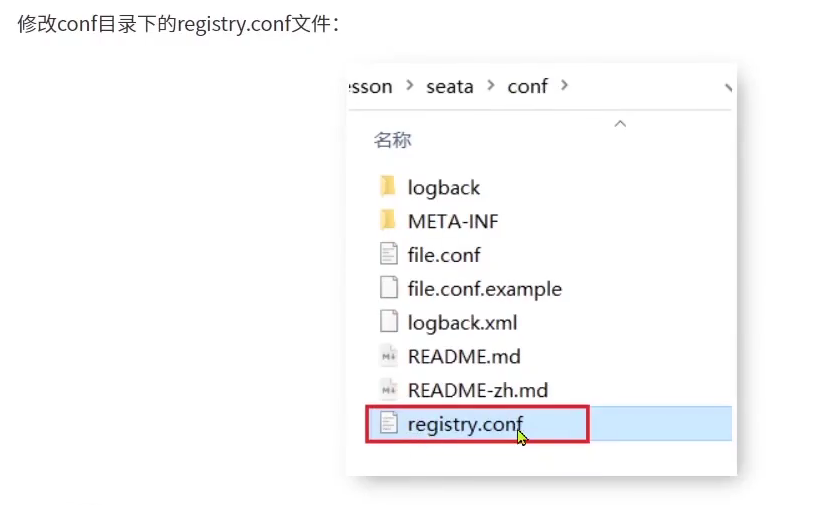 修改conf目录下的registry.conf文件：
seata > conf >
名称
logback
META-INF
file.conf
file.conf.example
logback.xml
README.md
README-zh.md
registry.conf